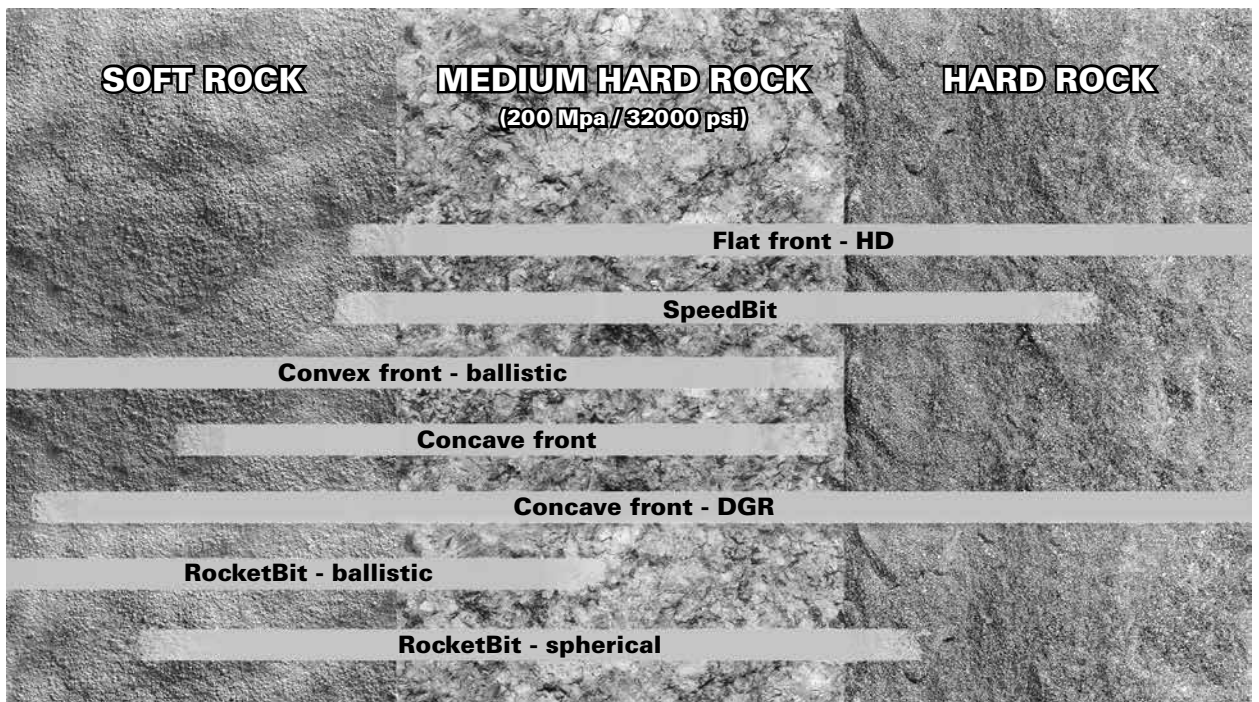 SOFT ROCK
MEDIUM HARD ROCK
(200 Mpa / 32000 psi)
HARD ROCK
Flat front - HD
SpeedBit
Convex front - ballistic
Concave front
Concave front - DGR
RocketBit - ballistic
RocketBit - spherical